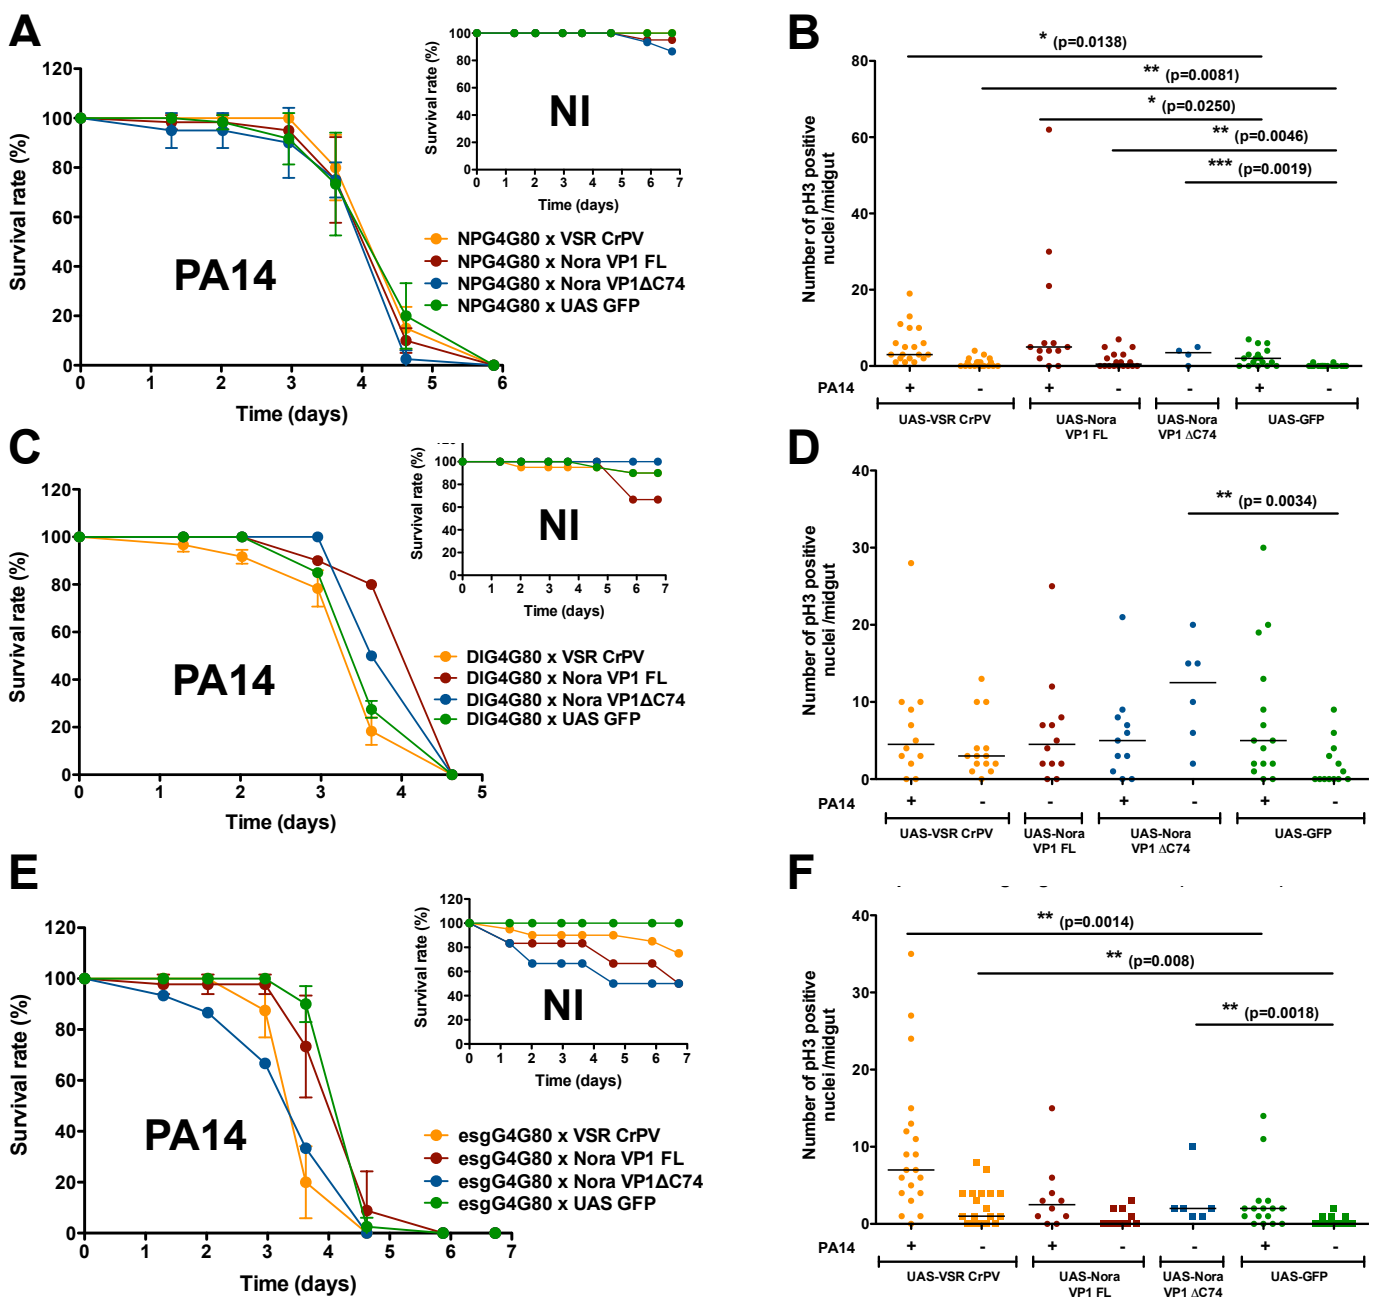 A
120
100
80
60
40
20
0
0 1 2 3 4 5 6
Survival rate (%)
Time (days)
PA14
100
80
60
40
20
0
0 1 2 3 4 5 6 7
Survival rate (%)
Time (days)
NI
NPG4G80 x VSR CrPV
NPG4G80 x Nora VP1 FL
NPG4G80 x Nora VP1ΔC74
NPG4G80 x UAS GFP
B
80
60
40
20
0
Number of pH3 positive
nuclei /midgut
* (p=0.0138)
** (p=0.0081)
* (p=0.0250)
** (p=0.0046)
*** (p=0.0019)
PA14 + - + - - + -
UAS-VSR CrPV
UAS-Nora
VP1 FL
UAS-Nora
VP1 ΔC74
UAS-GFP
C
120
100
80
60
40
20
0
0 1 2 3 4 5
Survival rate (%)
Time (days)
PA14
100
80
60
40
20
0
0 1 2 3 4 5 6 7
Survival rate (%)
Time (days)
NI
DIG4G80 x VSR CrPV
DIG4G80 x Nora VP1 FL
DIG4G80 x Nora VP1ΔC74
DIG4G80 x UAS GFP
D
40
30
20
10
0
Number of pH3 positive
nuclei /midgut
** (p= 0.0034)
PA14 + - - + - + -
UAS-VSR CrPV
UAS-Nora
VP1 FL
UAS-Nora
VP1 ΔC74
UAS-GFP
E
120
100
80
60
40
20
0
0 1 2 3 4 5 6 7
Survival rate (%)
Time (days)
PA14
120
100
80
60
40
20
0
0 1 2 3 4 5 6 7
Survival rate (%)
Time (days)
NI
esgG4G80 x VSR CrPV
esgG4G80 x Nora VP1 FL
esgG4G80 x Nora VP1ΔC74
esgG4G80 x UAS GFP
F
40
30
20
10
0
Number of pH3 positive
nuclei /midgut
** (p=0.0014)
** (p=0.008)
** (p=0.0018)
PA14 + - + - - + -
UAS-VSR CrPV
UAS-Nora
VP1 FL
UAS-Nora
VP1 ΔC74
UAS-GFP